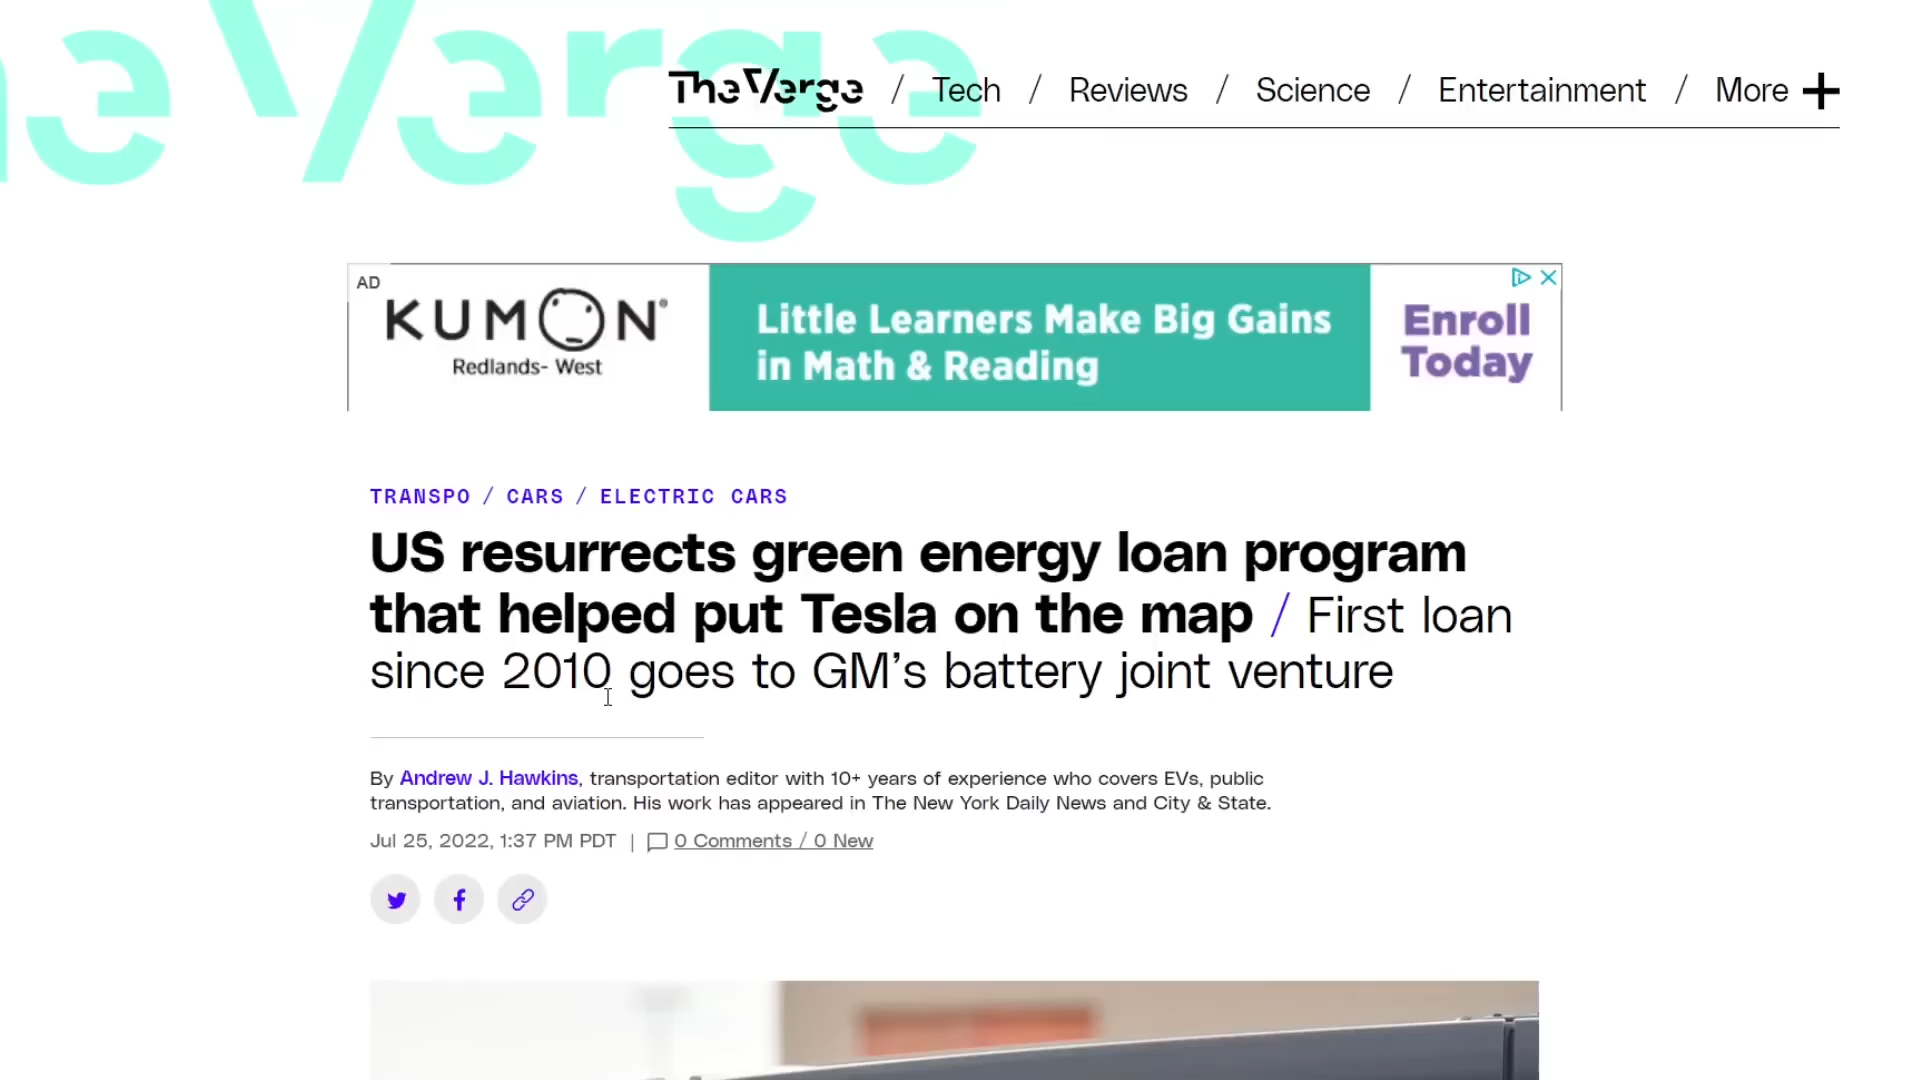 The Verge
The Verge / Tech / Reviews / Science / Entertainment / More
AD
KUMON®
Redlands- West
Little Learners Make Big Gains
in Math & Reading
Enroll
Today
TRANSPO / CARS / ELECTRIC CARS
US resurrects green energy loan program
that helped put Tesla on the map / First loan
since 2010 goes to GM’s battery joint venture
By Andrew J. Hawkins, transportation editor with 10+ years of experience who covers EVs, public
transportation, and aviation. His work has appeared in The New York Daily News and City & State.
Jul 25, 2022, 1:37 PM PDT | 0 Comments / 0 New